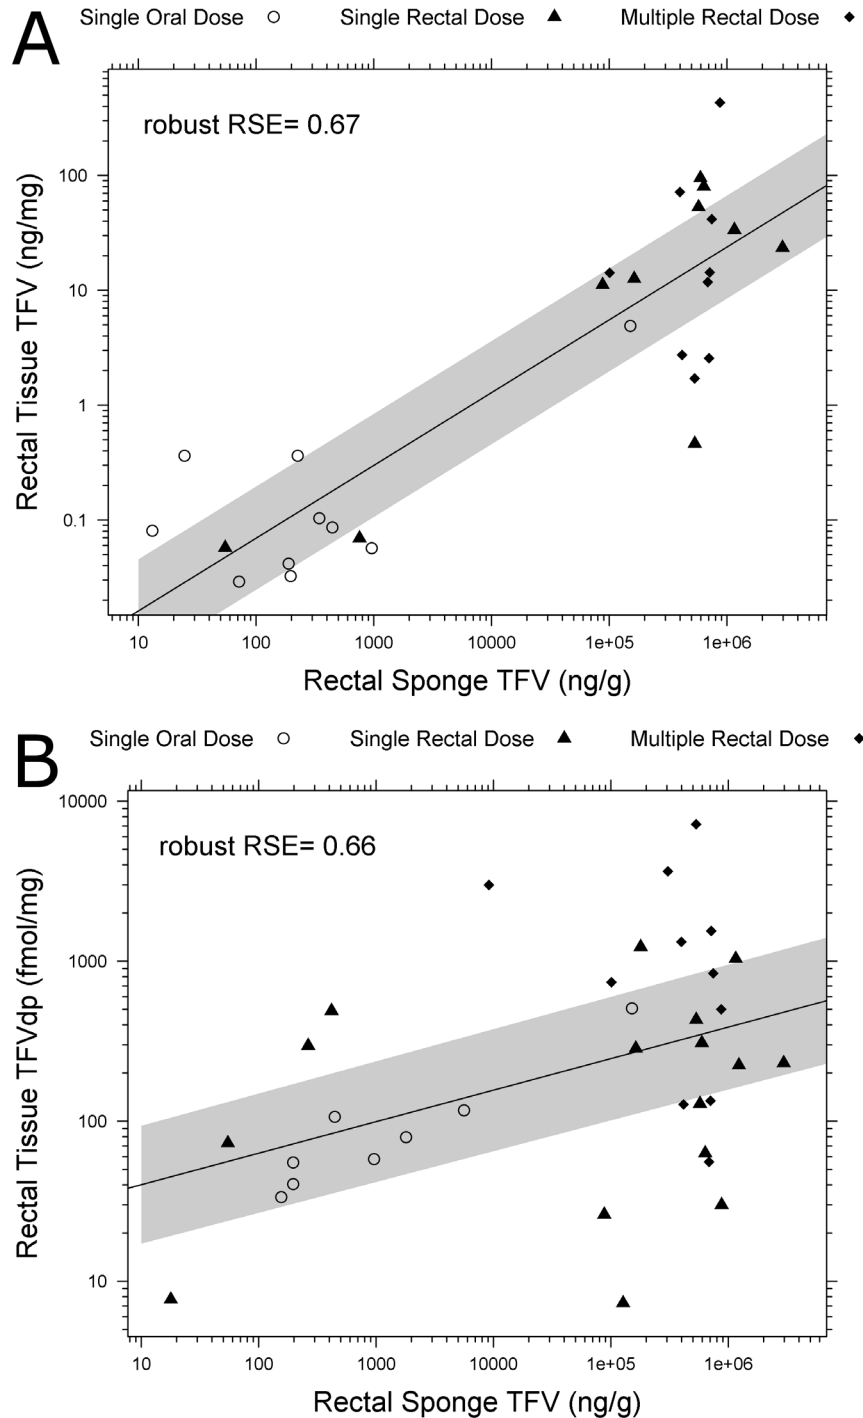 A
Single Oral Dose ○ Single Rectal Dose ▲ Multiple Rectal Dose ◆
robust RSE= 0.67
Rectal Tissue TFV (ng/mg)
100
10
1
0.1
10 100 1000 10000 1e+05 1e+06
Rectal Sponge TFV (ng/g)
B
Single Oral Dose ○ Single Rectal Dose ▲ Multiple Rectal Dose ◆
robust RSE= 0.66
Rectal Tissue TFVdp (fmol/mg)
10000
1000
100
10
10 100 1000 10000 1e+05 1e+06
Rectal Sponge TFV (ng/g)